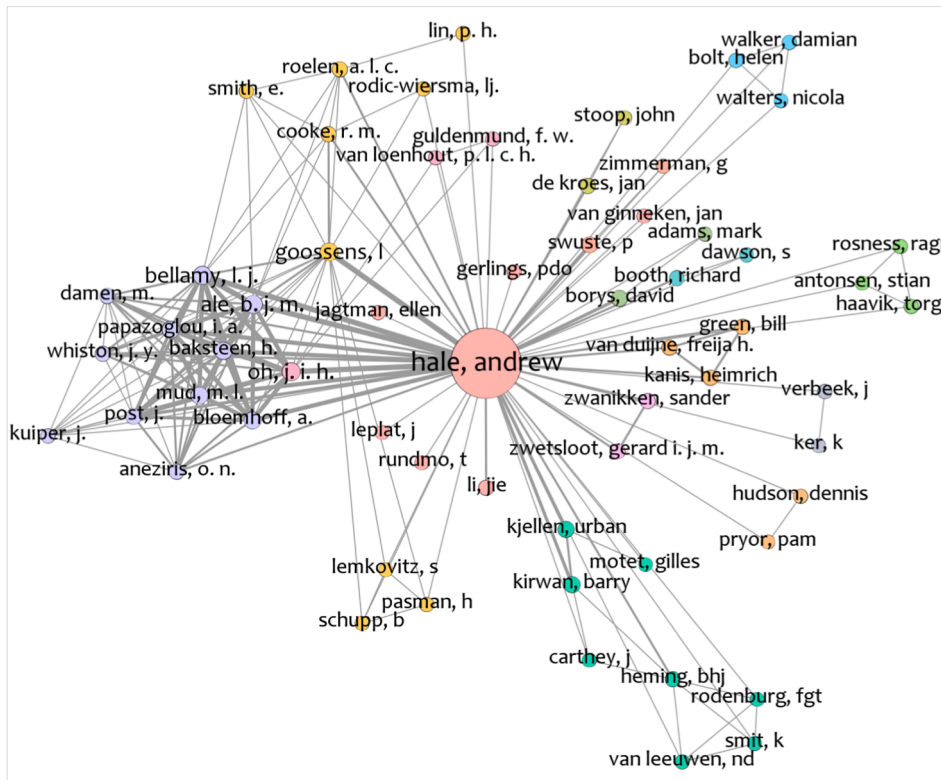 lin, p. h.
walker, damian
bolt, helen
roelen, a. l. c.
smith, e.
rodic-wiersma, lj.
walters, nicola
stoop, john
cooke, r. m.
guldenmund, f. w.
van loenhout, p. l. c. h.
zimmerman, g
de kroes, jan
van ginneken, jan
adams, mark
swuste, p
goossens, l
dawson, s
rosness, ragn
gerlings, pdo
booth, richard
bellamy, l. j.
antonsen, stian
damen, m.
ale, b. j. m.
borys, david
haavik, torg
jagtman, ellen
papazoglou, i. a.
green, bill
whiston, j. y.
baksteen, h.
van duijne, freija h.
hale, andrew
oh, j. i. h.
kanis, heimrich
mud, m. l.
verbeek, j
zwanikken, sander
post, j.
bloemhoff, a.
kuiper, j.
leplat, j
ker, k
zwetsloot, gerard i. j. m.
rundmo, t
aneziris, o. n.
li, jie
hudson, dennis
kjellen, urban
pryor, pam
motet, gilles
lemkovitz, s
kirwan, barry
pasman, h
schupp, b
carthey, j
heming, bhj
rodenburg, fgt
smit, k
van leeuwen, nd